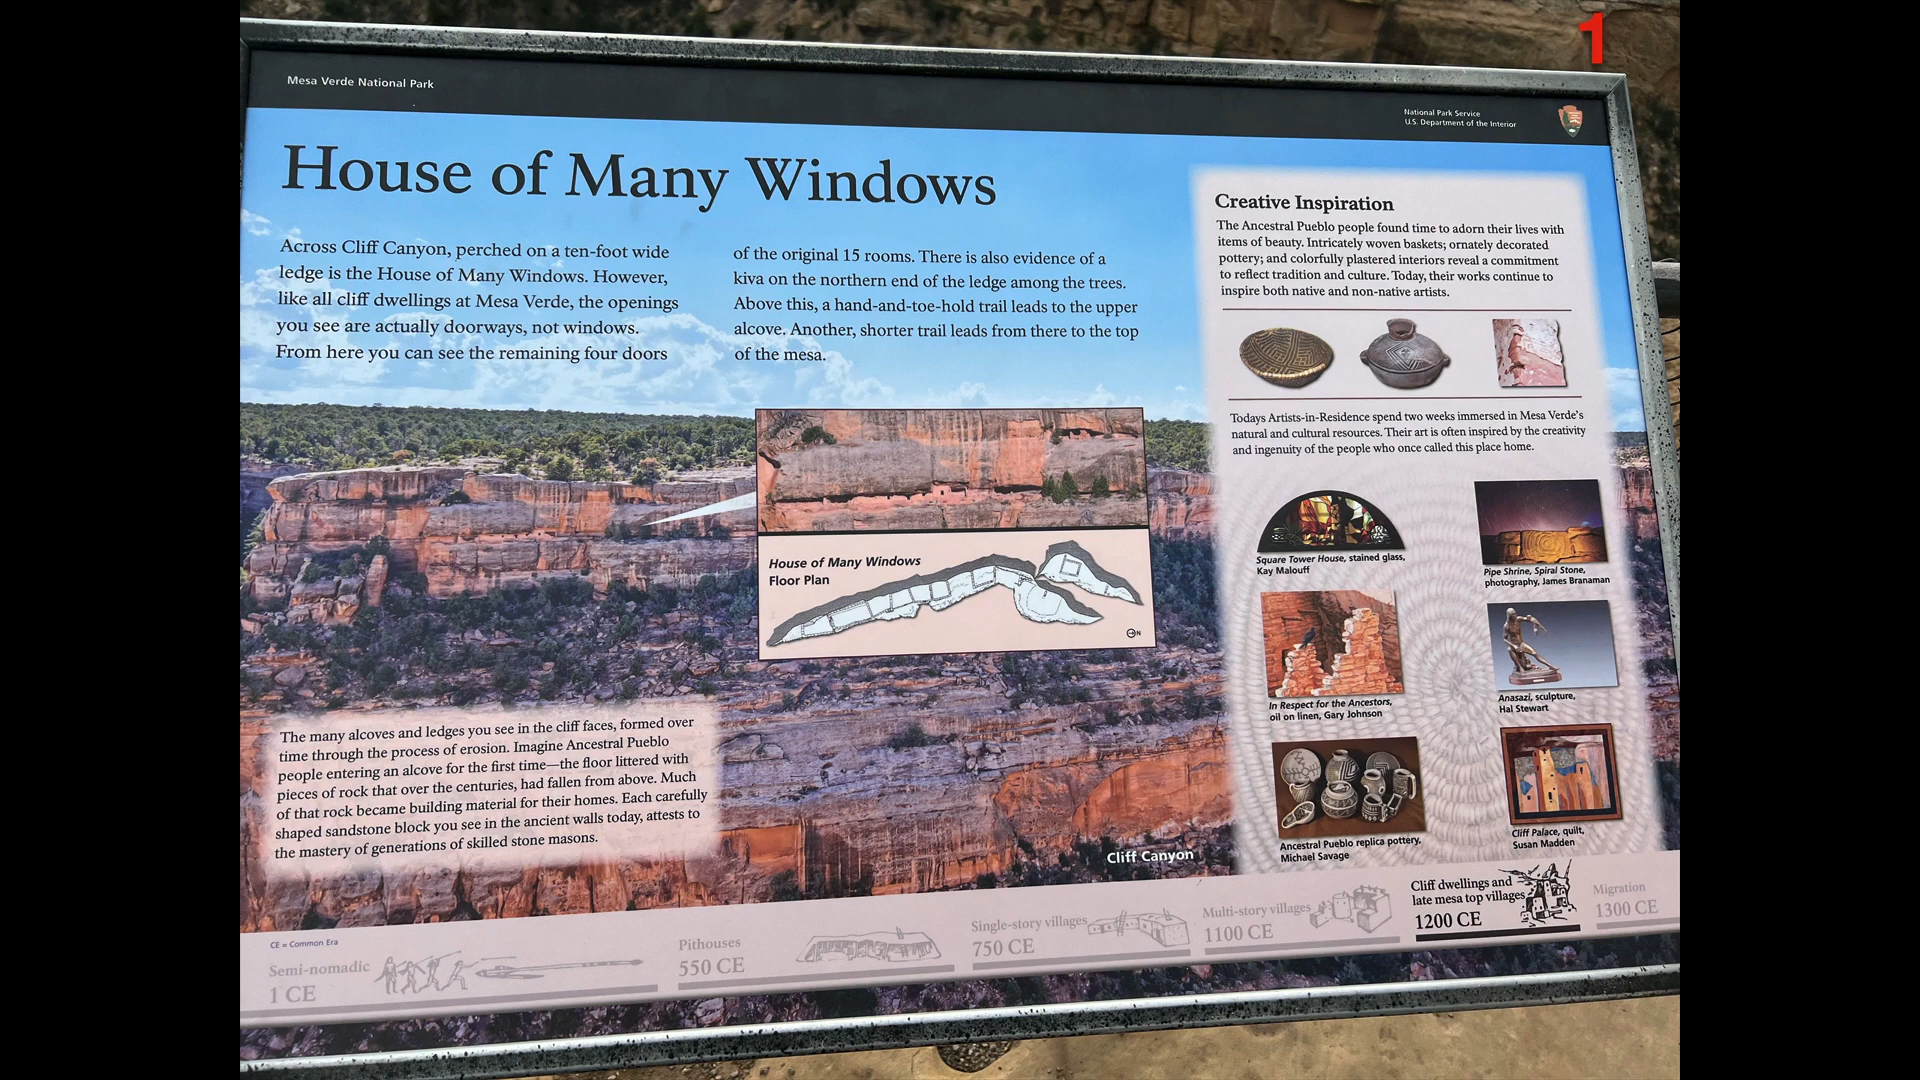 1
Mesa Verde National Park
National Park Service
U.S. Department of the Interior
House of Many Windows
Across Cliff Canyon, perched on a ten-foot wide
ledge is the House of Many Windows. However,
like all cliff dwellings at Mesa Verde, the openings
you see are actually doorways, not windows.
From here you can see the remaining four doors
of the original 15 rooms. There is also evidence of a
kiva on the northern end of the ledge among the trees.
Above this, a hand-and-toe-hold trail leads to the upper
alcove. Another, shorter trail leads from there to the top
of the mesa.
House of Many Windows
Floor Plan
N
The many alcoves and ledges you see in the cliff faces, formed over
time through the process of erosion. Imagine Ancestral Pueblo
people entering an alcove for the first time—the floor littered with
pieces of rock that over the centuries, had fallen from above. Much
of that rock became building material for their homes. Each carefully
shaped sandstone block you see in the ancient walls today, attests to
the mastery of generations of skilled stone masons.
Cliff Canyon
Creative Inspiration
The Ancestral Pueblo people found time to adorn their lives with
items of beauty. Intricately woven baskets; ornately decorated
pottery; and colorfully plastered interiors reveal a commitment
to reflect tradition and culture. Today, their works continue to
inspire both native and non-native artists.
Todays Artists-in-Residence spend two weeks immersed in Mesa Verde's
natural and cultural resources. Their art is often inspired by the creativity
and ingenuity of the people who once called this place home.
Square Tower House, stained glass,
Kay Malouff
Pipe Shrine, Spiral Stone,
photography, James Branaman
In Respect for the Ancestors,
oil on linen, Gary Johnson
Anasazi, sculpture,
Hal Stewart
Ancestral Pueblo replica pottery,
Michael Savage
Cliff Palace, quilt,
Susan Madden
CE = Common Era
Semi-nomadic
1 CE
Pithouses
550 CE
Single-story villages
750 CE
Multi-story villages
1100 CE
Cliff dwellings and
late mesa top villages
1200 CE
Migration
1300 CE